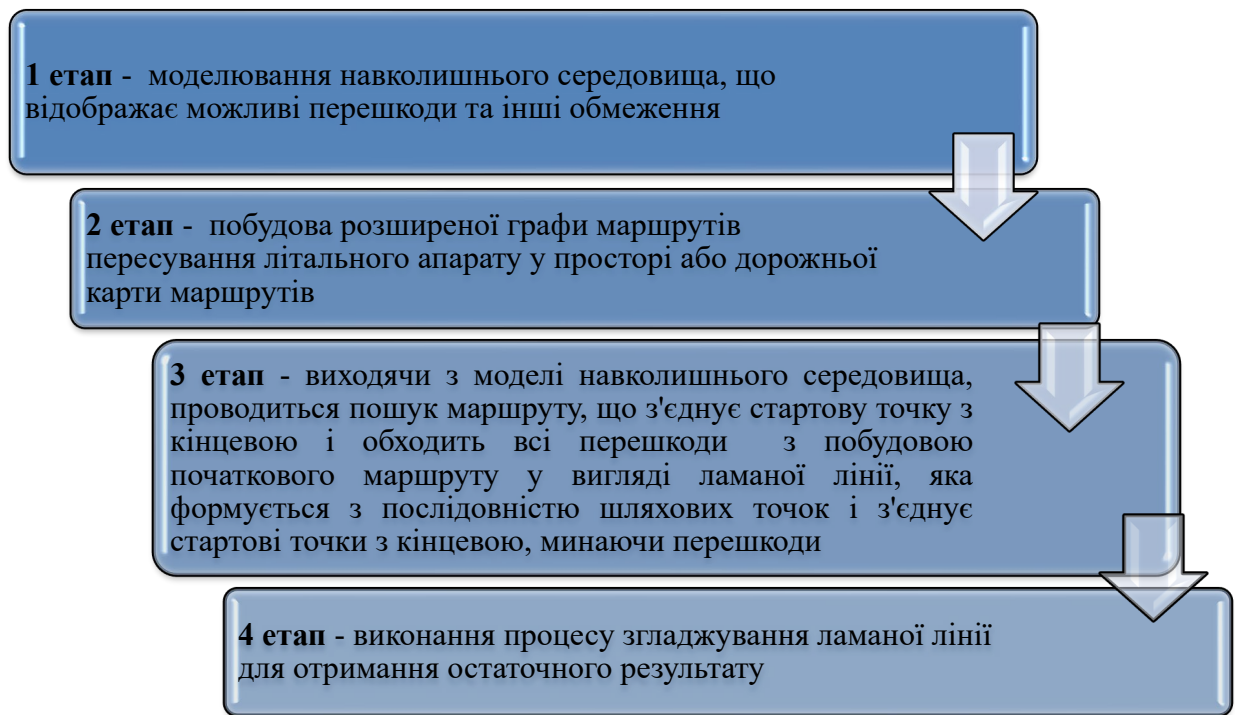 1 етап - моделювання навколишнього середовища, що
відображає можливі перешкоди та інші обмеження
2 етап - побудова розширеної графи маршрутів
пересування літального апарату у просторі або дорожньої
карти маршрутів
3 етап - виходячи з моделі навколишнього середовища,
проводиться пошук маршруту, що з'єднує стартову точку з
кінцевою і обходить всі перешкоди з побудовою
початкового маршруту у вигляді ламаної лінії, яка
формується з послідовністю шляхових точок і з'єднує
стартові точки з кінцевою, минаючи перешкоди
4 етап - виконання процесу згладжування ламаної лінії
для отримання остаточного результату